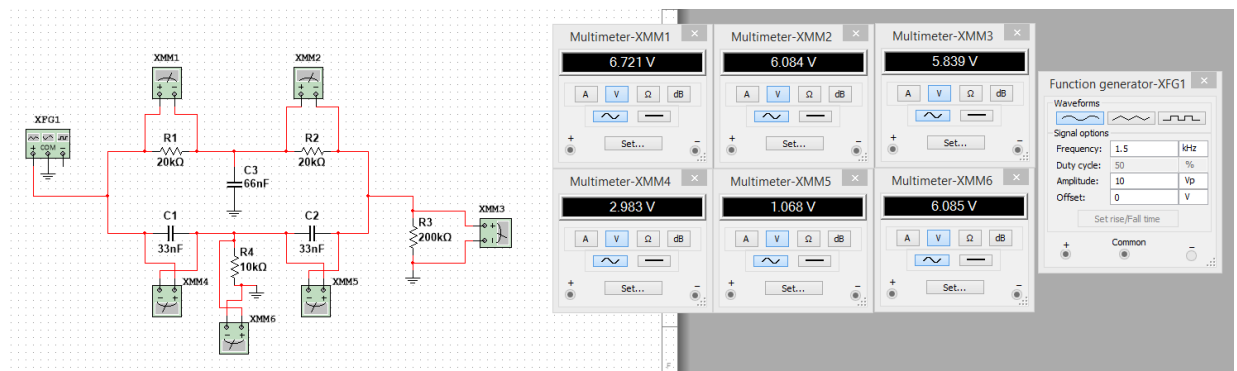 XMM1
XMM2
XFG1
COM
R1
20kΩ
R2
20kΩ
C3
66nF
C1
33nF
C2
33nF
R4
10kΩ
R3
200kΩ
XMM3
XMM4
XMM5
XMM6
Multimeter-XMM1
6.721 V
A V Ω dB
Set...
+ −
Multimeter-XMM2
6.084 V
A V Ω dB
Set...
+ −
Multimeter-XMM3
5.839 V
A V Ω dB
Set...
+ −
Multimeter-XMM4
2.983 V
A V Ω dB
Set...
+ −
Multimeter-XMM5
1.068 V
A V Ω dB
Set...
+ −
Multimeter-XMM6
6.085 V
A V Ω dB
Set...
+ −
Function generator-XFG1
Waveforms
Signal options
Frequency: 1.5 kHz
Duty cycle: 50 %
Amplitude: 10 Vp
Offset: 0 V
Set rise/Fall time
+ Common −